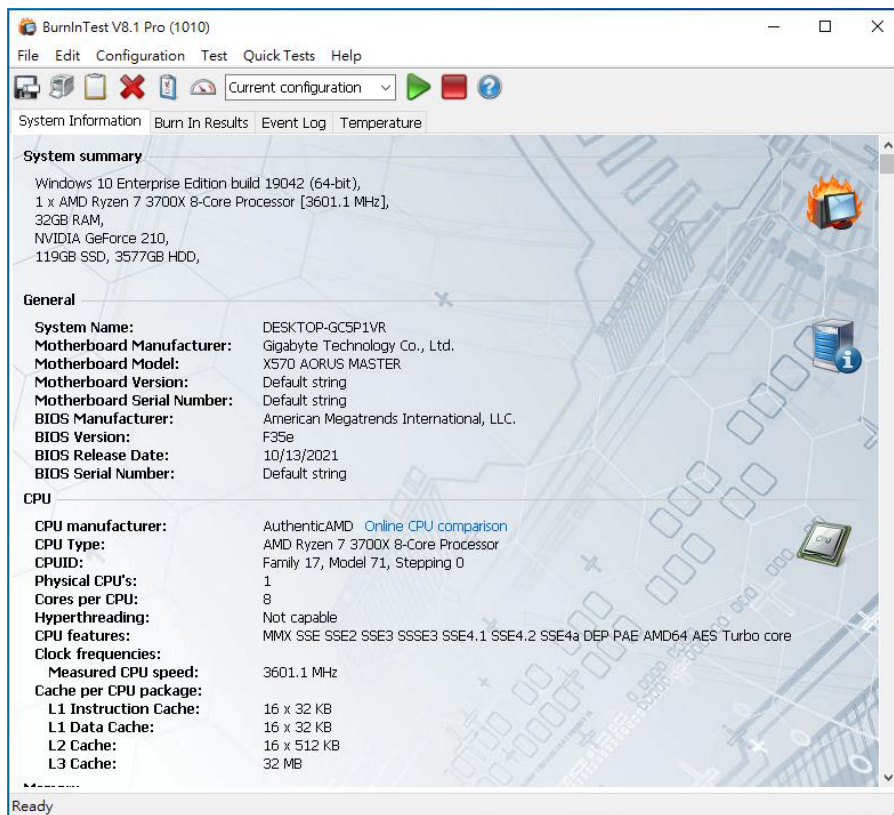 BurnInTest V8.1 Pro (1010)
File Edit Configuration Test Quick Tests Help
Current configuration
System Information Burn In Results Event Log Temperature
System summary
Windows 10 Enterprise Edition build 19042 (64-bit),
1 x AMD Ryzen 7 3700X 8-Core Processor [3601.1 MHz],
32GB RAM,
NVIDIA GeForce 210,
119GB SSD, 3577GB HDD,
General
System Name: DESKTOP-GC5P1VR
Motherboard Manufacturer: Gigabyte Technology Co., Ltd.
Motherboard Model: X570 AORUS MASTER
Motherboard Version: Default string
Motherboard Serial Number: Default string
BIOS Manufacturer: American Megatrends International, LLC.
BIOS Version: F35e
BIOS Release Date: 10/13/2021
BIOS Serial Number: Default string
CPU
CPU manufacturer: AuthenticAMD Online CPU comparison
CPU Type: AMD Ryzen 7 3700X 8-Core Processor
CPUID: Family 17, Model 71, Stepping 0
Physical CPU's: 1
Cores per CPU: 8
Hyperthreading: Not capable
CPU features: MMX SSE SSE2 SSE3 SSSE3 SSE4.1 SSE4.2 SSE4a DEP PAE AMD64 AES Turbo core
Clock frequencies:
Measured CPU speed: 3601.1 MHz
Cache per CPU package:
L1 Instruction Cache: 16 x 32 KB
L1 Data Cache: 16 x 32 KB
L2 Cache: 16 x 512 KB
L3 Cache: 32 MB
Ready